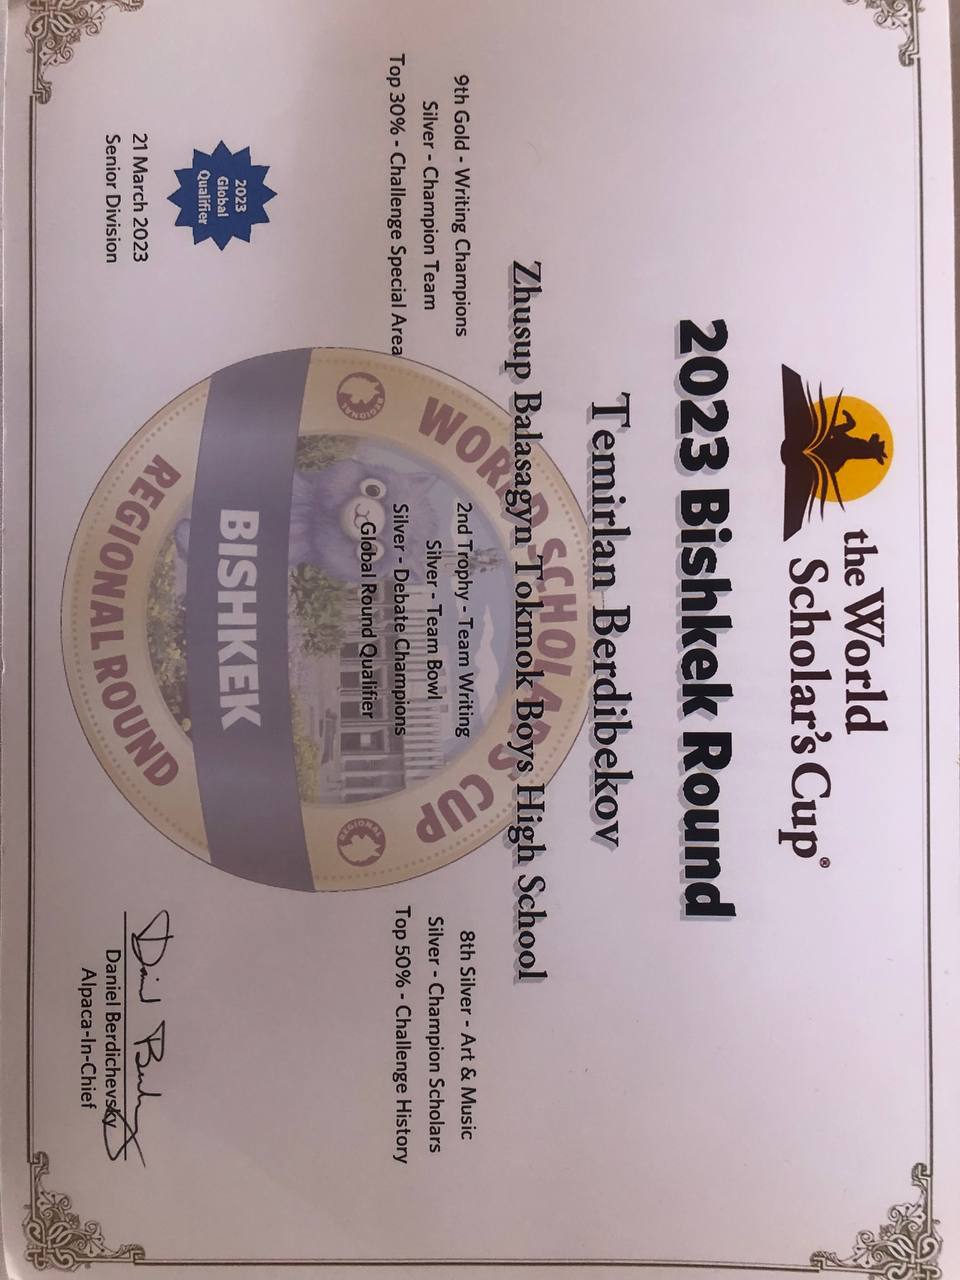 the World
Scholar's Cup®
2023 Bishkek Round
Temirlan Berdibekov
Zhusup Balasagyn Tokmok Boys High School
9th Gold - Writing Champions
2nd Trophy - Team Writing
8th Silver - Art & Music
Silver - Champion Team
Silver - Team Bowl
Silver - Champion Scholars
Top 30% - Challenge Special Area
Silver - Debate Champions
Top 50% - Challenge History
Global Round Qualifier
WORLD SCHOLAR'S CUP
REGIONAL
REGIONAL
BISHKEK
REGIONAL ROUND
2023
Global
Qualifier
21 March 2023
Senior Division
Daniel Berdichevsky
Alpaca-In-Chief